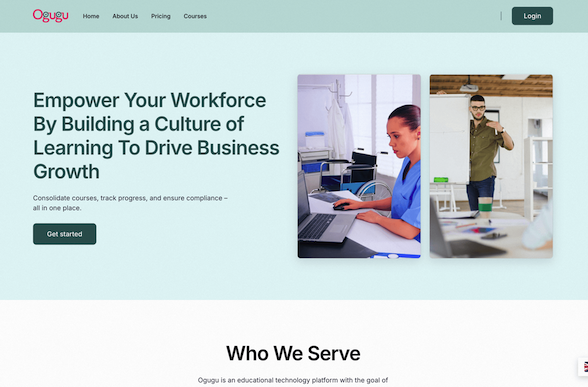 Ogugu
Home
About Us
Pricing
Courses
Login
Empower Your Workforce
By Building a Culture of
Learning To Drive Business
Growth
Consolidate courses, track progress, and ensure compliance –
all in one place.
Get started
Who We Serve
Ogugu is an educational technology platform with the goal of